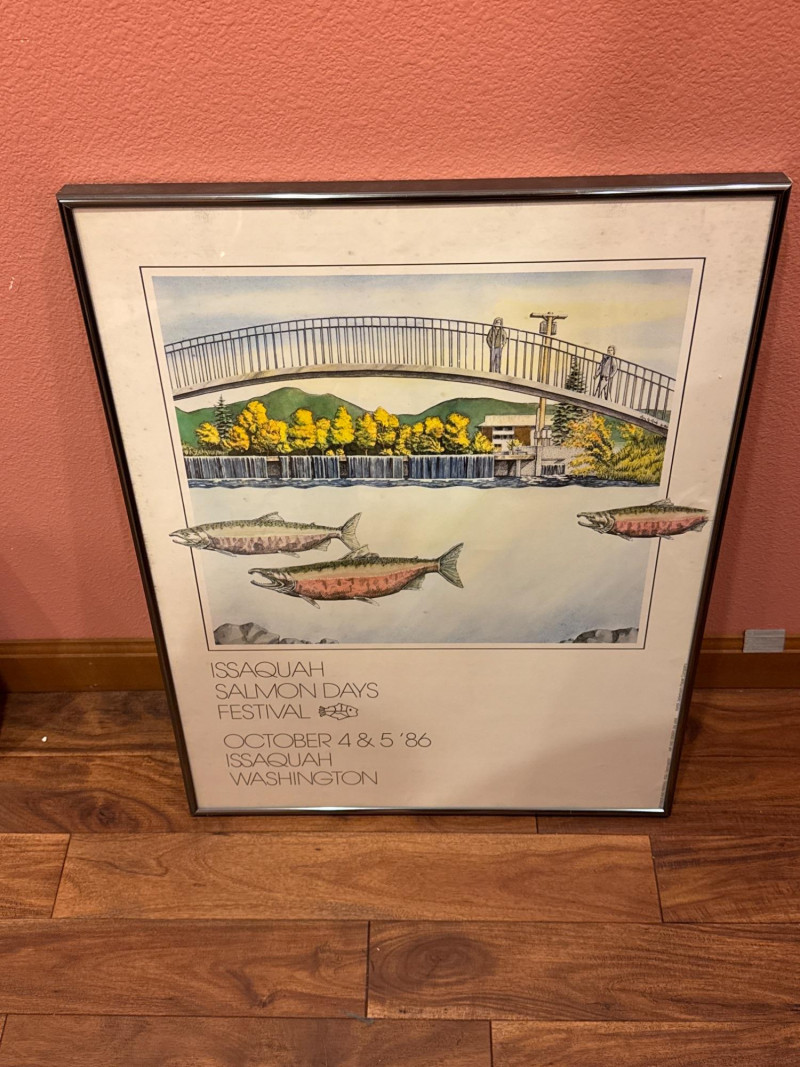 ISSAQUAH
SALMON DAYS
FESTIVAL
OCTOBER 4 & 5 '86
ISSAQUAH
WASHINGTON